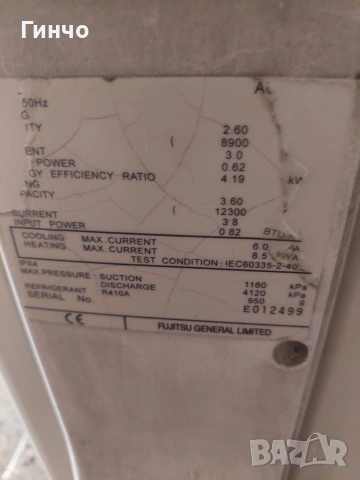 Гинчо
A
50Hz
G
ITY 2.60
( 8900
ENT 3.0
POWER 0.62
GY EFFICIENCY RATIO 4.19 kW
NG
PACITY 3.60
( 12300 BTU
CURRENT 3.8
INPUT POWER 0.82
COOLING MAX.CURRENT 6.0 A
HEATING MAX.CURRENT 8.5 kWA
TEST CONDITION : IEC60335-2-40
IPX4
MAX.PRESSURE : SUCTION 1160 kPa
DISCHARGE 4120 kPa
REFRIGERANT R410A 950 g
SERIAL No. E012499
CE FUJITSU GENERAL LIMITED
BAZAR
bg